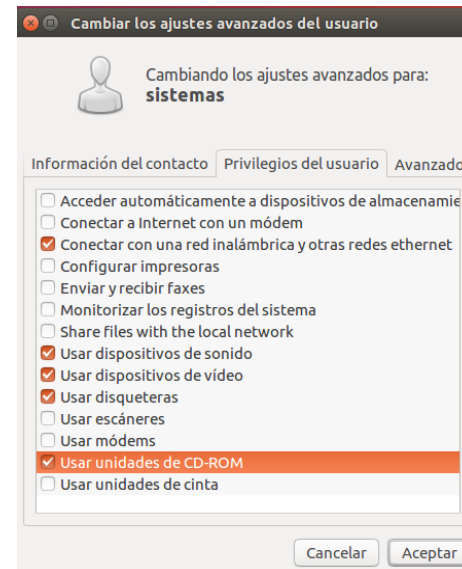 Cambiar los ajustes avanzados del usuario
Cambiando los ajustes avanzados para:
sistemas
Información del contacto Privilegios del usuario Avanzado
Acceder automáticamente a dispositivos de almacenamie
Conectar a Internet con un módem
Conectar con una red inalámbrica y otras redes ethernet
Configurar impresoras
Enviar y recibir faxes
Monitorizar los registros del sistema
Share files with the local network
Usar dispositivos de sonido
Usar dispositivos de vídeo
Usar disqueteras
Usar escáneres
Usar módems
Usar unidades de CD-ROM
Usar unidades de cinta
Cancelar Aceptar